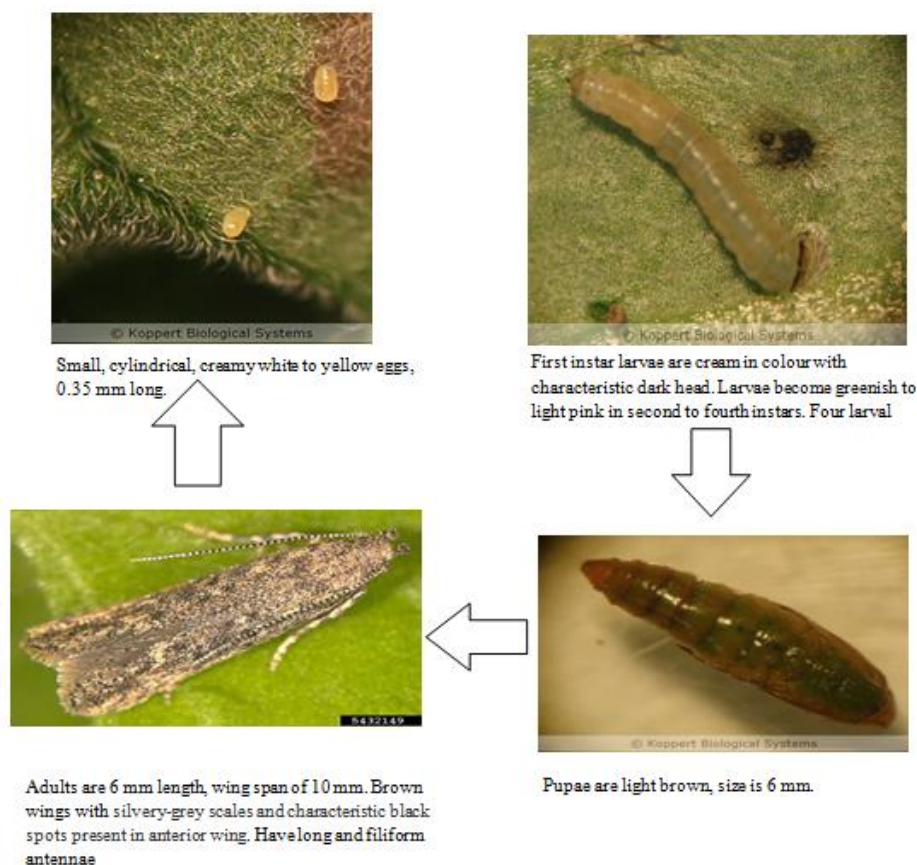 © Koppert Biological Systems
Small, cylindrical, creamy white to yellow eggs,
0.35 mm long.
© Koppert Biological Systems
First instar larvae are cream in colour with
characteristic dark head. Larvae become greenish to
light pink in second to fourth instars. Four larval
5432149
Adults are 6 mm length, wing span of 10 mm. Brown
wings with silvery-grey scales and characteristic black
spots present in anterior wing. Have long and filiform
antennae
© Koppert Biological Systems
Pupae are light brown, size is 6 mm.